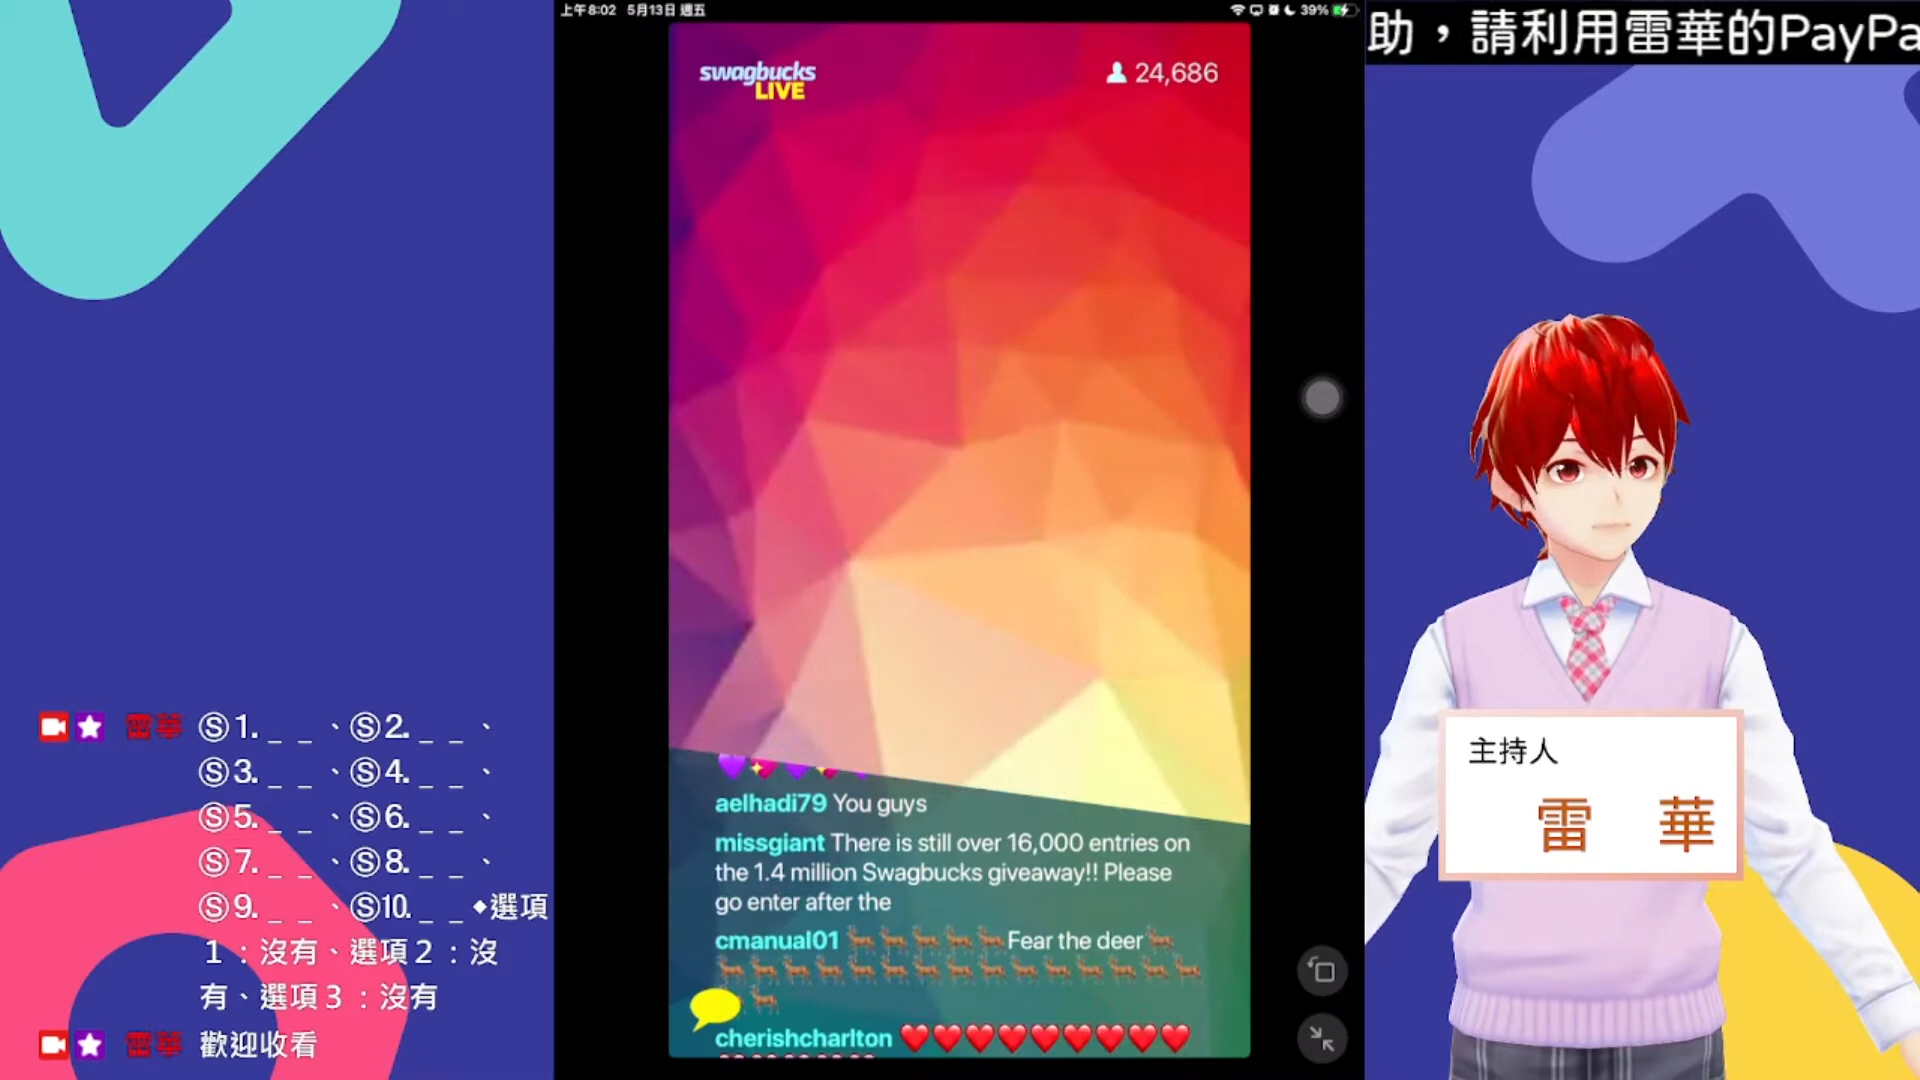 上午8:02 5月13日 週五
39%
助，請利用雷華的PayPa
swagbucks
LIVE
24,686
aelhadi79 You guys
missgiant There is still over 16,000 entries on
the 1.4 million Swagbucks giveaway!! Please
go enter after the
cmanual01 Fear the deer
cherishcharlton
雷華 Ⓢ1. _ _ 、Ⓢ2. _ _ 、
Ⓢ3. _ _ 、Ⓢ4. _ _ 、
Ⓢ5. _ _ 、Ⓢ6. _ _ 、
Ⓢ7. _ _ 、Ⓢ8. _ _ 、
Ⓢ9. _ _ 、Ⓢ10. _ _ ◆選項
１：沒有、選項２：沒
有、選項３：沒有
雷華 歡迎收看
主持人
雷 華